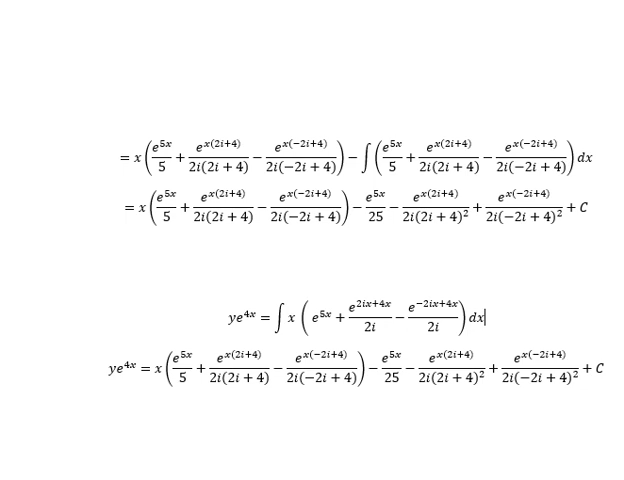 = x(e^{5x}/5 + e^{x(2i+4)}/2i(2i + 4) − e^{x(−2i+4)}/2i(−2i + 4)) − ∫(e^{5x}/5 + e^{x(2i+4)}/2i(2i + 4) − e^{x(−2i+4)}/2i(−2i + 4)) dx
= x(e^{5x}/5 + e^{x(2i+4)}/2i(2i + 4) − e^{x(−2i+4)}/2i(−2i + 4)) − e^{5x}/25 − e^{x(2i+4)}/2i(2i + 4)² + e^{x(−2i+4)}/2i(−2i + 4)² + C
ye^{4x} = ∫ x (e^{5x} + e^{2ix+4x}/2i − e^{−2ix+4x}/2i) dx
ye^{4x} = x(e^{5x}/5 + e^{x(2i+4)}/2i(2i + 4) − e^{x(−2i+4)}/2i(−2i + 4)) − e^{5x}/25 − e^{x(2i+4)}/2i(2i + 4)² + e^{x(−2i+4)}/2i(−2i + 4)² + C